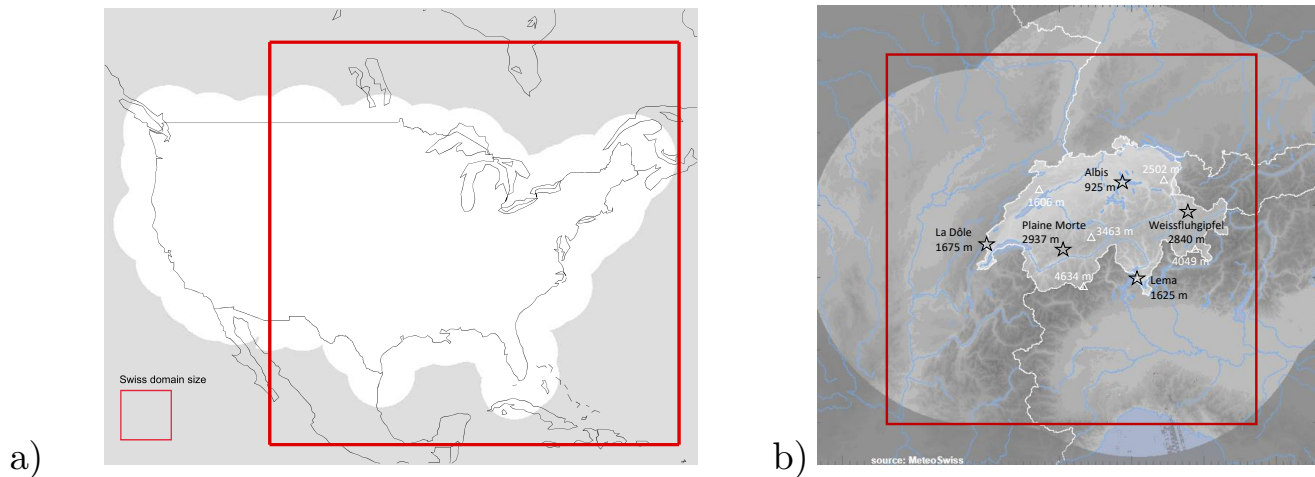 Swiss domain size
a)
2502 m
Albis
925 m
1606 m
La Dôle
1675 m
Plaine Morte
2937 m
3463 m
Weissfluhgipfel
2840 m
4049 m
4634 m
Lema
1625 m
source: MeteoSwiss
b)